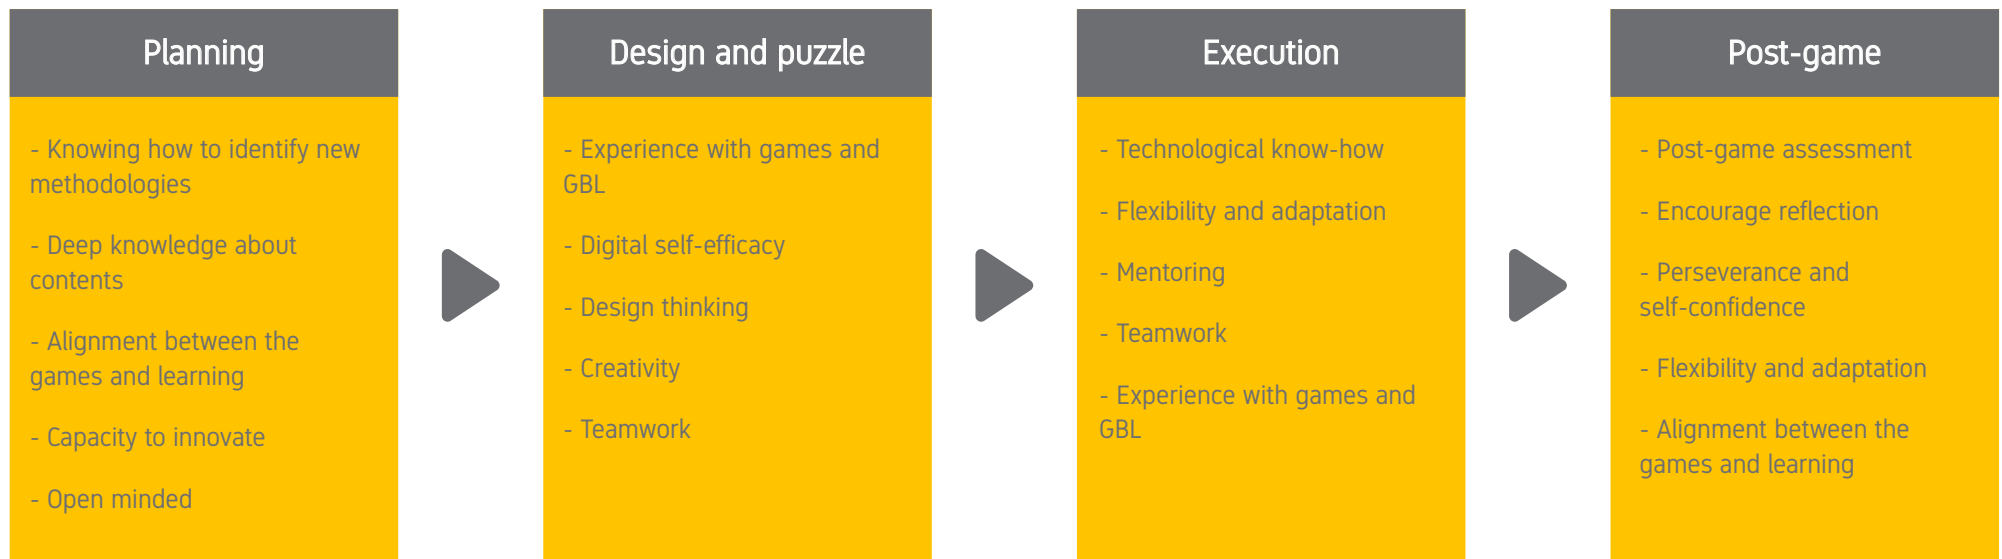 Planning
- Knowing how to identify new
methodologies
- Deep knowledge about
contents
- Alignment between the
games and learning
- Capacity to innovate
- Open minded
Design and puzzle
- Experience with games and
GBL
- Digital self-efficacy
- Design thinking
- Creativity
- Teamwork
Execution
- Technological know-how
- Flexibility and adaptation
- Mentoring
- Teamwork
- Experience with games and
GBL
Post-game
- Post-game assessment
- Encourage reflection
- Perseverance and
self-confidence
- Flexibility and adaptation
- Alignment between the
games and learning